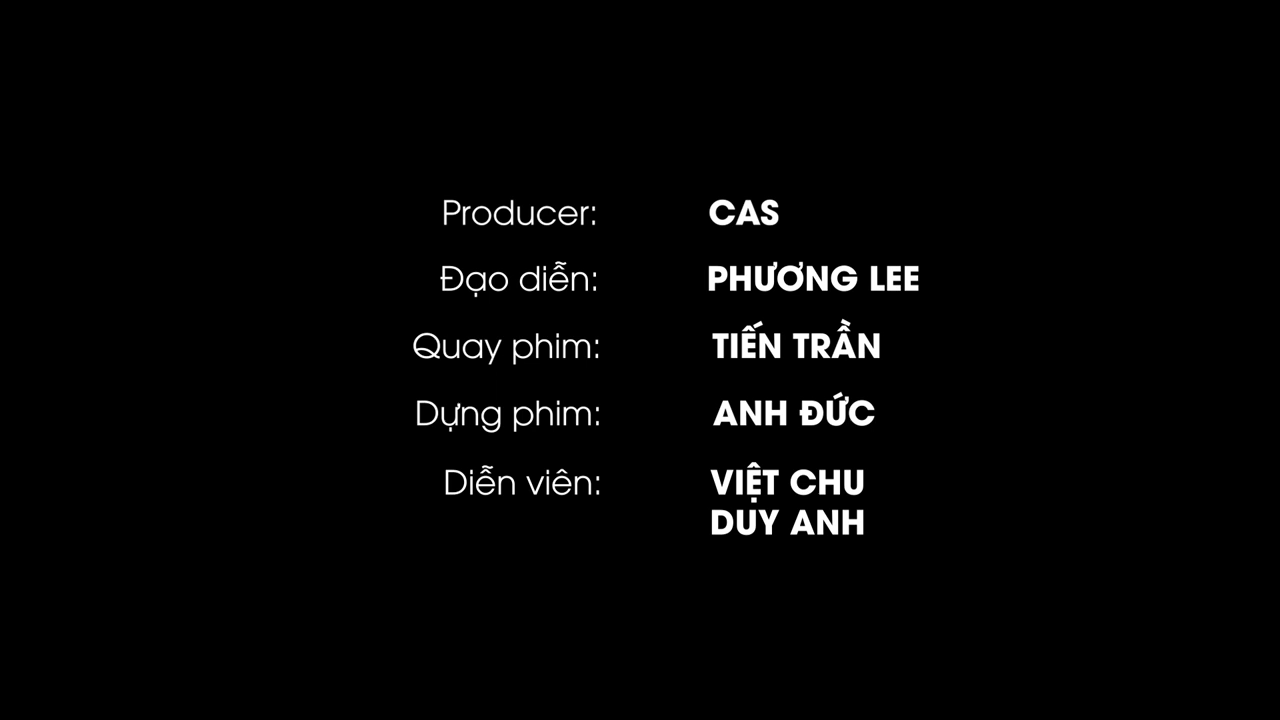 Producer: CAS
Đạo diễn: PHƯƠNG LEE
Quay phim: TIẾN TRẦN
Dựng phim: ANH ĐỨC
Diễn viên: VIỆT CHU
DUY ANH